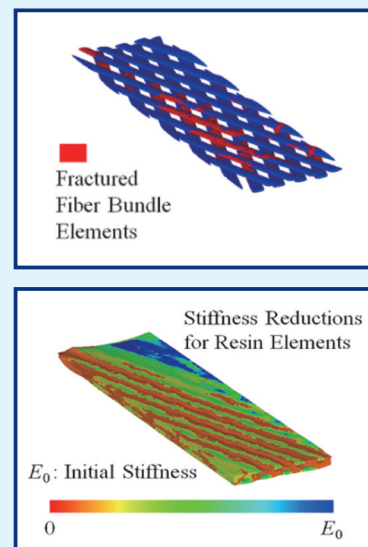 Fractured
Fiber Bundle
Elements
Stiffness Reductions
for Resin Elements
E₀: Initial Stiffness
0 E₀